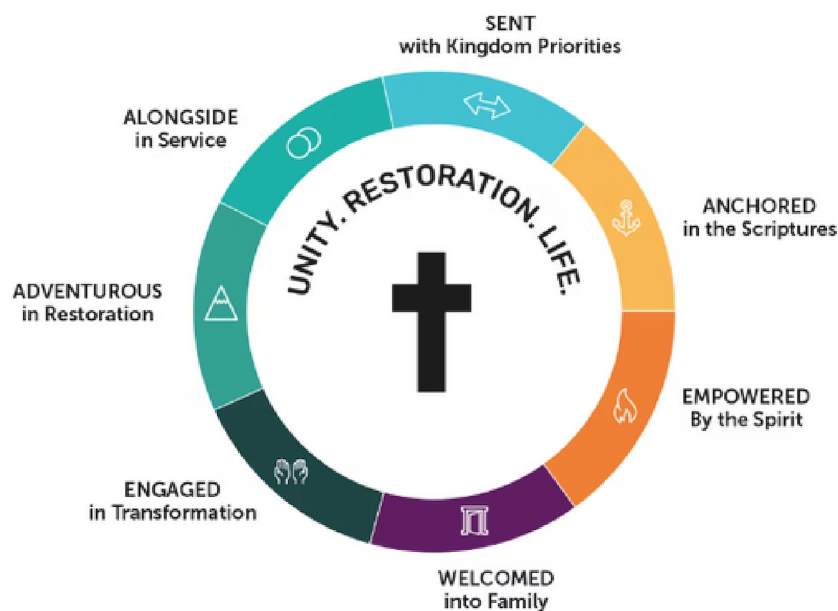 SENT
with Kingdom Priorities
ALONGSIDE
in Service
UNITY. RESTORATION. LIFE.
ANCHORED
in the Scriptures
ADVENTUROUS
in Restoration
EMPOWERED
By the Spirit
ENGAGED
in Transformation
WELCOMED
into Family